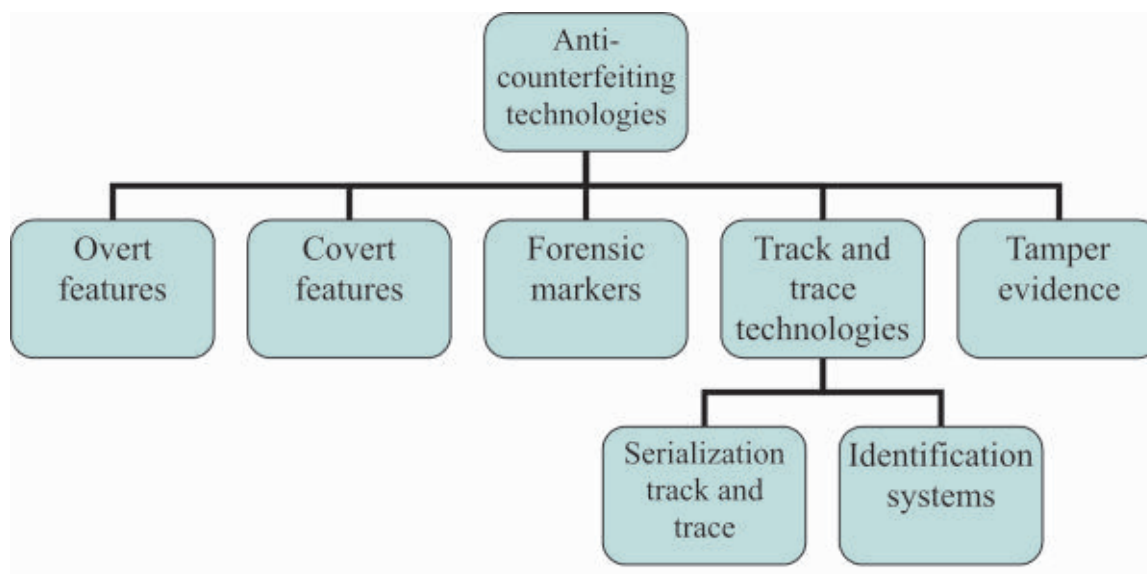 Anti-
counterfeiting
technologies
Overt
features
Covert
features
Forensic
markers
Track and
trace
technologies
Tamper
evidence
Serialization
track and
trace
Identification
systems